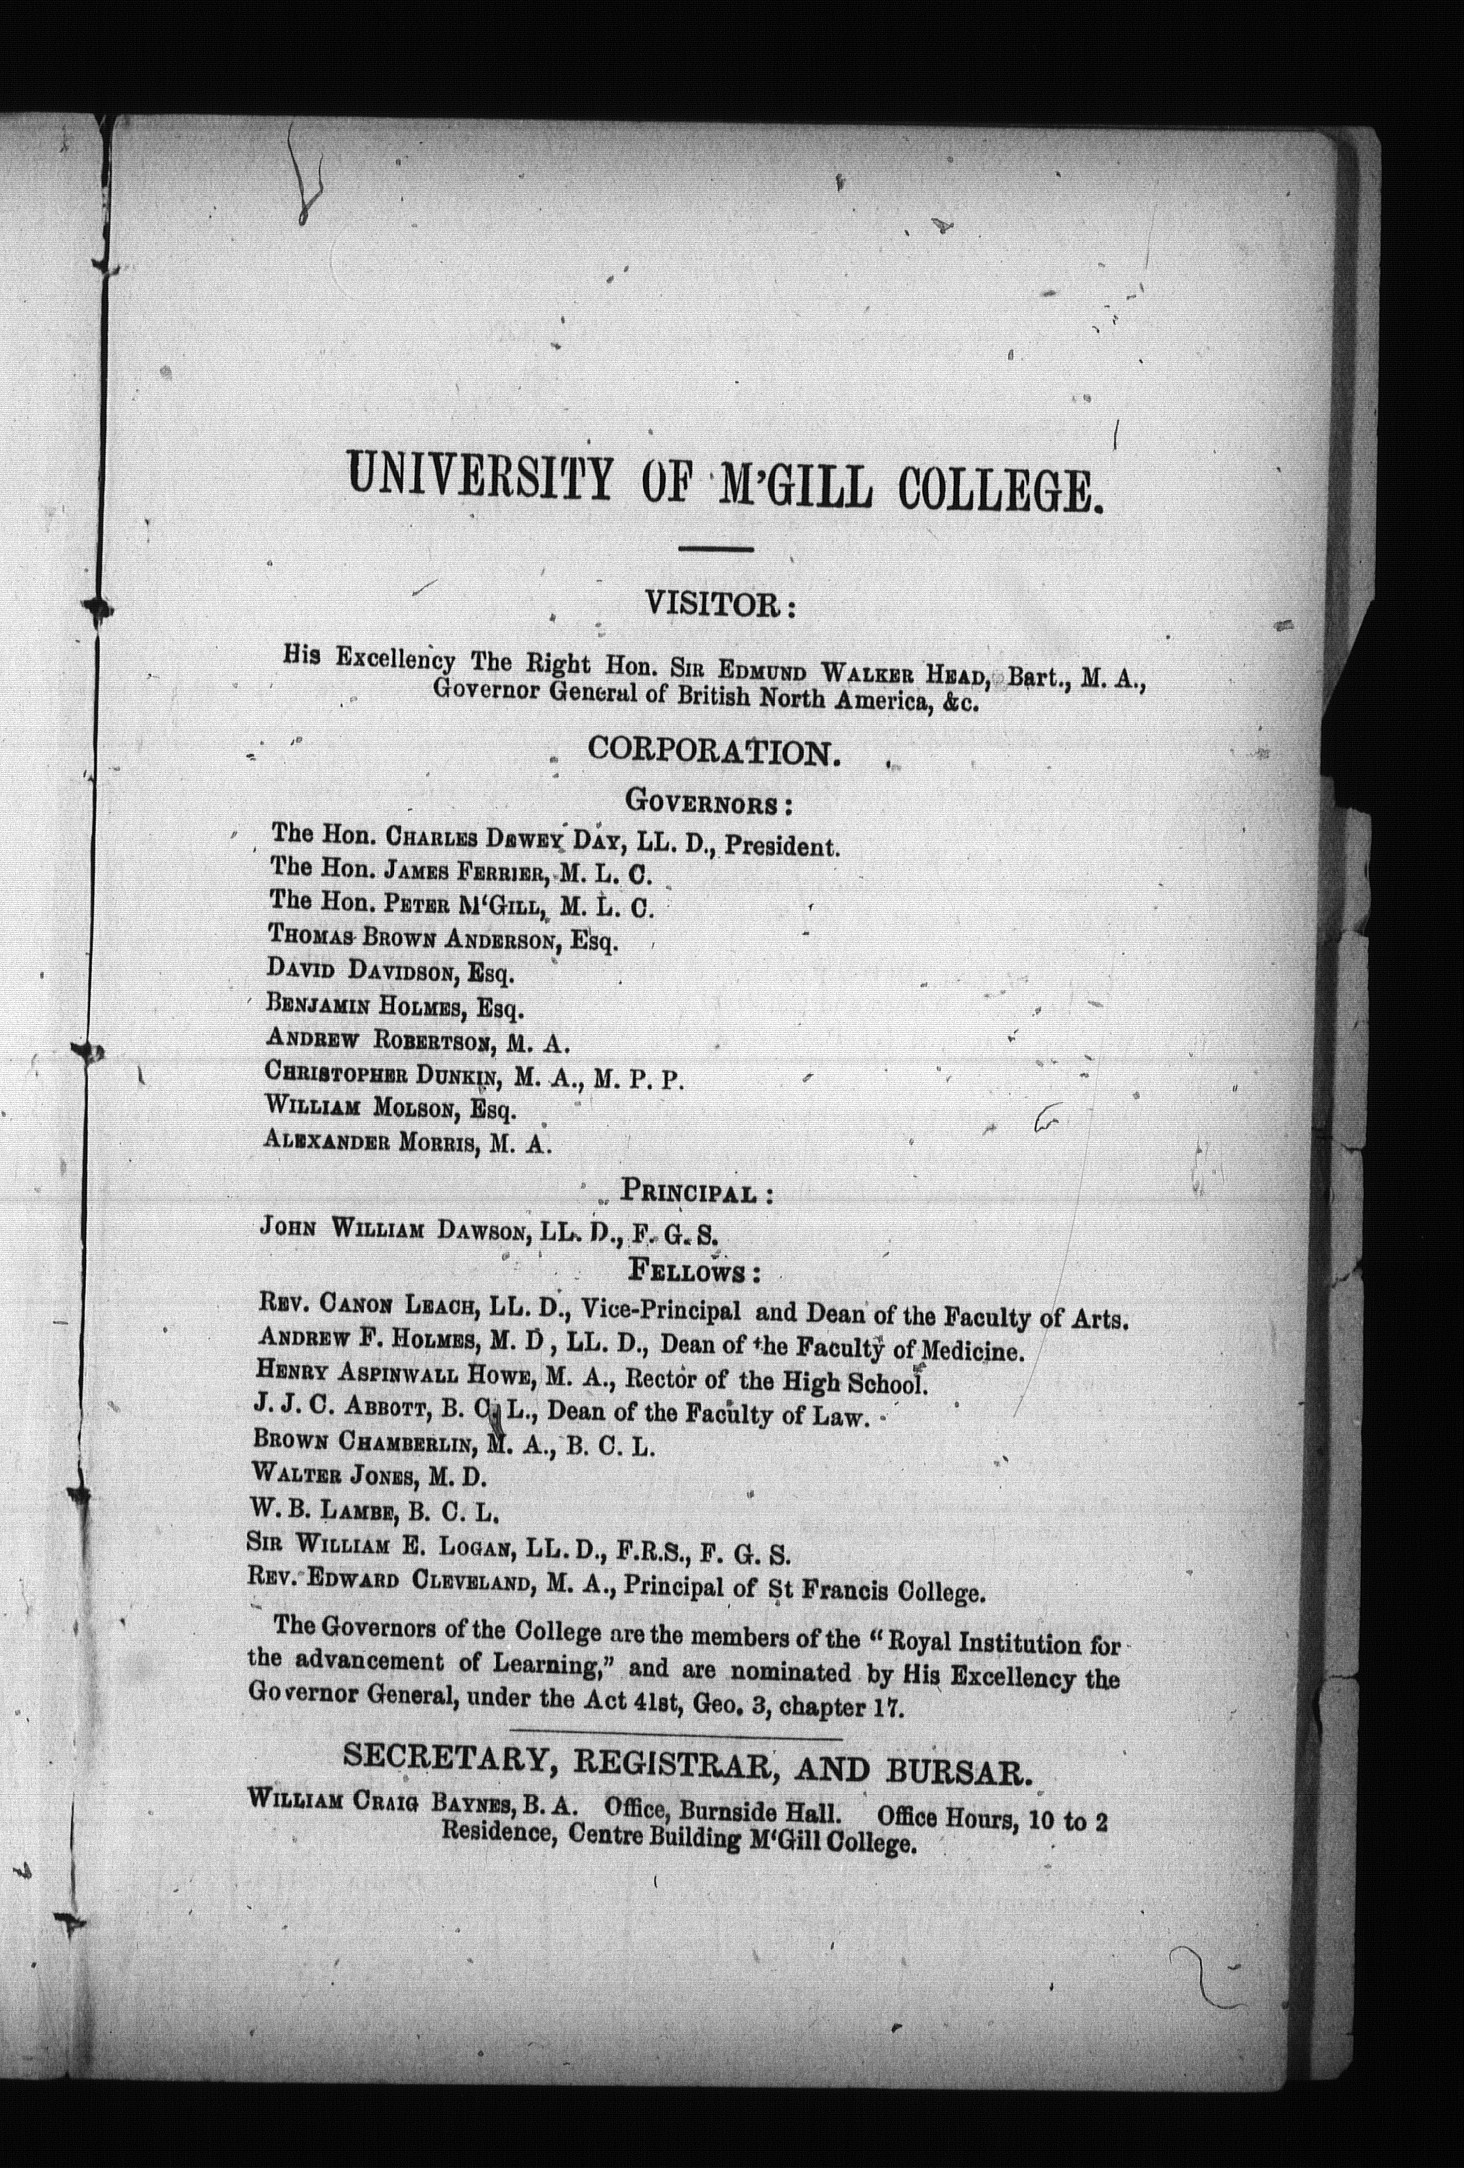 UNIVERSITY OF M'GILL COLLEGE.
VISITOR:
His Excellency The Right Hon. SIR EDMUND WALKER HEAD, Bart., M. A.,
Governor General of British North America, &c.
CORPORATION.
GOVERNORS:
The Hon. CHARLES DEWEY DAY, LL. D., President.
The Hon. JAMES FERRIER, M. L. C.
The Hon. PETER M'GILL, M. L. C.
THOMAS BROWN ANDERSON, Esq.
DAVID DAVIDSON, Esq.
BENJAMIN HOLMES, Esq.
ANDREW ROBERTSON, M. A.
CHRISTOPHER DUNKIN, M. A., M. P. P.
WILLIAM MOLSON, Esq.
ALEXANDER MORRIS, M. A.
PRINCIPAL:
JOHN WILLIAM DAWSON, LL. D., F. G. S.
FELLOWS:
REV. CANON LEACH, LL. D., Vice-Principal and Dean of the Faculty of Arts.
ANDREW F. HOLMES, M. D, LL. D., Dean of the Faculty of Medicine.
HENRY ASPINWALL HOWE, M. A., Rector of the High School.
J. J. C. ABBOTT, B. C. L., Dean of the Faculty of Law.
BROWN CHAMBERLIN, M. A., B. C. L.
WALTER JONES, M. D.
W. B. LAMBE, B. C. L.
SIR WILLIAM E. LOGAN, LL. D., F.R.S., F. G. S.
REV. EDWARD CLEVELAND, M. A., Principal of St Francis College.
The Governors of the College are the members of the "Royal Institution for
the advancement of Learning," and are nominated by His Excellency the
Governor General, under the Act 41st, Geo. 3, chapter 17.
SECRETARY, REGISTRAR, AND BURSAR.
WILLIAM CRAIG BAYNES, B. A. Office, Burnside Hall. Office Hours, 10 to 2
Residence, Centre Building M'Gill College.